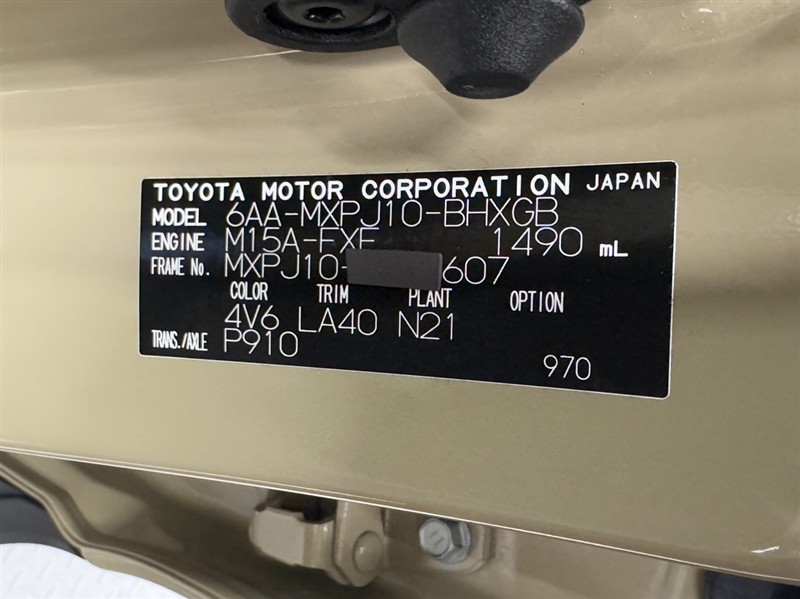 TOYOTA MOTOR CORPORATION JAPAN
MODEL 6AA-MXPJ10-BHXGB
ENGINE M15A-FXE 1490 mL
FRAME No. MXPJ10- 607
COLOR TRIM PLANT OPTION
4V6 LA40 N21
TRANS./AXLE P910
970